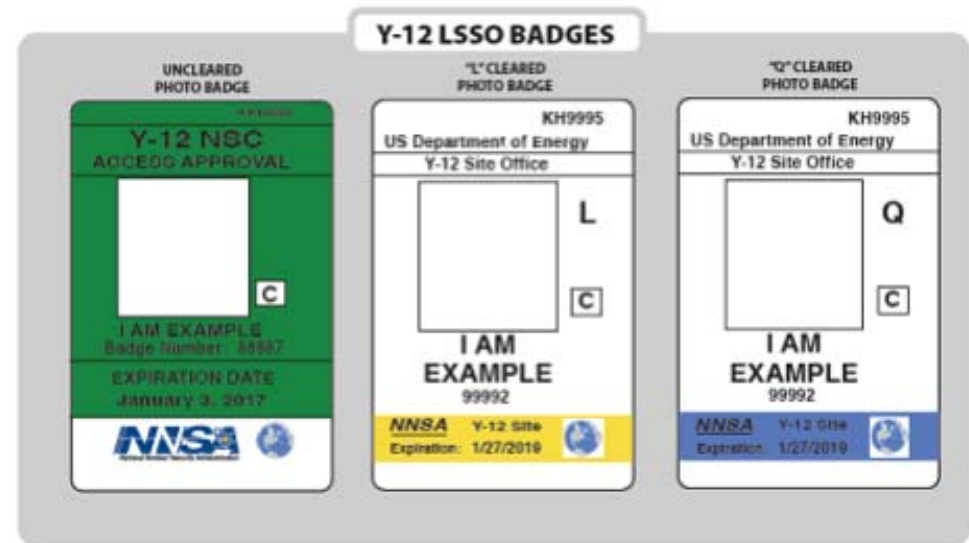 Y-12 LSSO BADGES
UNCLEARED
PHOTO BADGE
Y-12 NSC
ACCESS APPROVAL
C
I AM EXAMPLE
Badge Number:
EXPIRATION DATE
January 3, 2017
NNSA
"L" CLEARED
PHOTO BADGE
KH9995
US Department of Energy
Y-12 Site Office
L
C
I AM
EXAMPLE
99992
NNSA Y-12 Site
Expiration: 1/27/2019
"Q" CLEARED
PHOTO BADGE
KH9995
US Department of Energy
Y-12 Site Office
Q
C
I AM
EXAMPLE
99992
NNSA Y-12 Site
Expiration: 1/27/2019